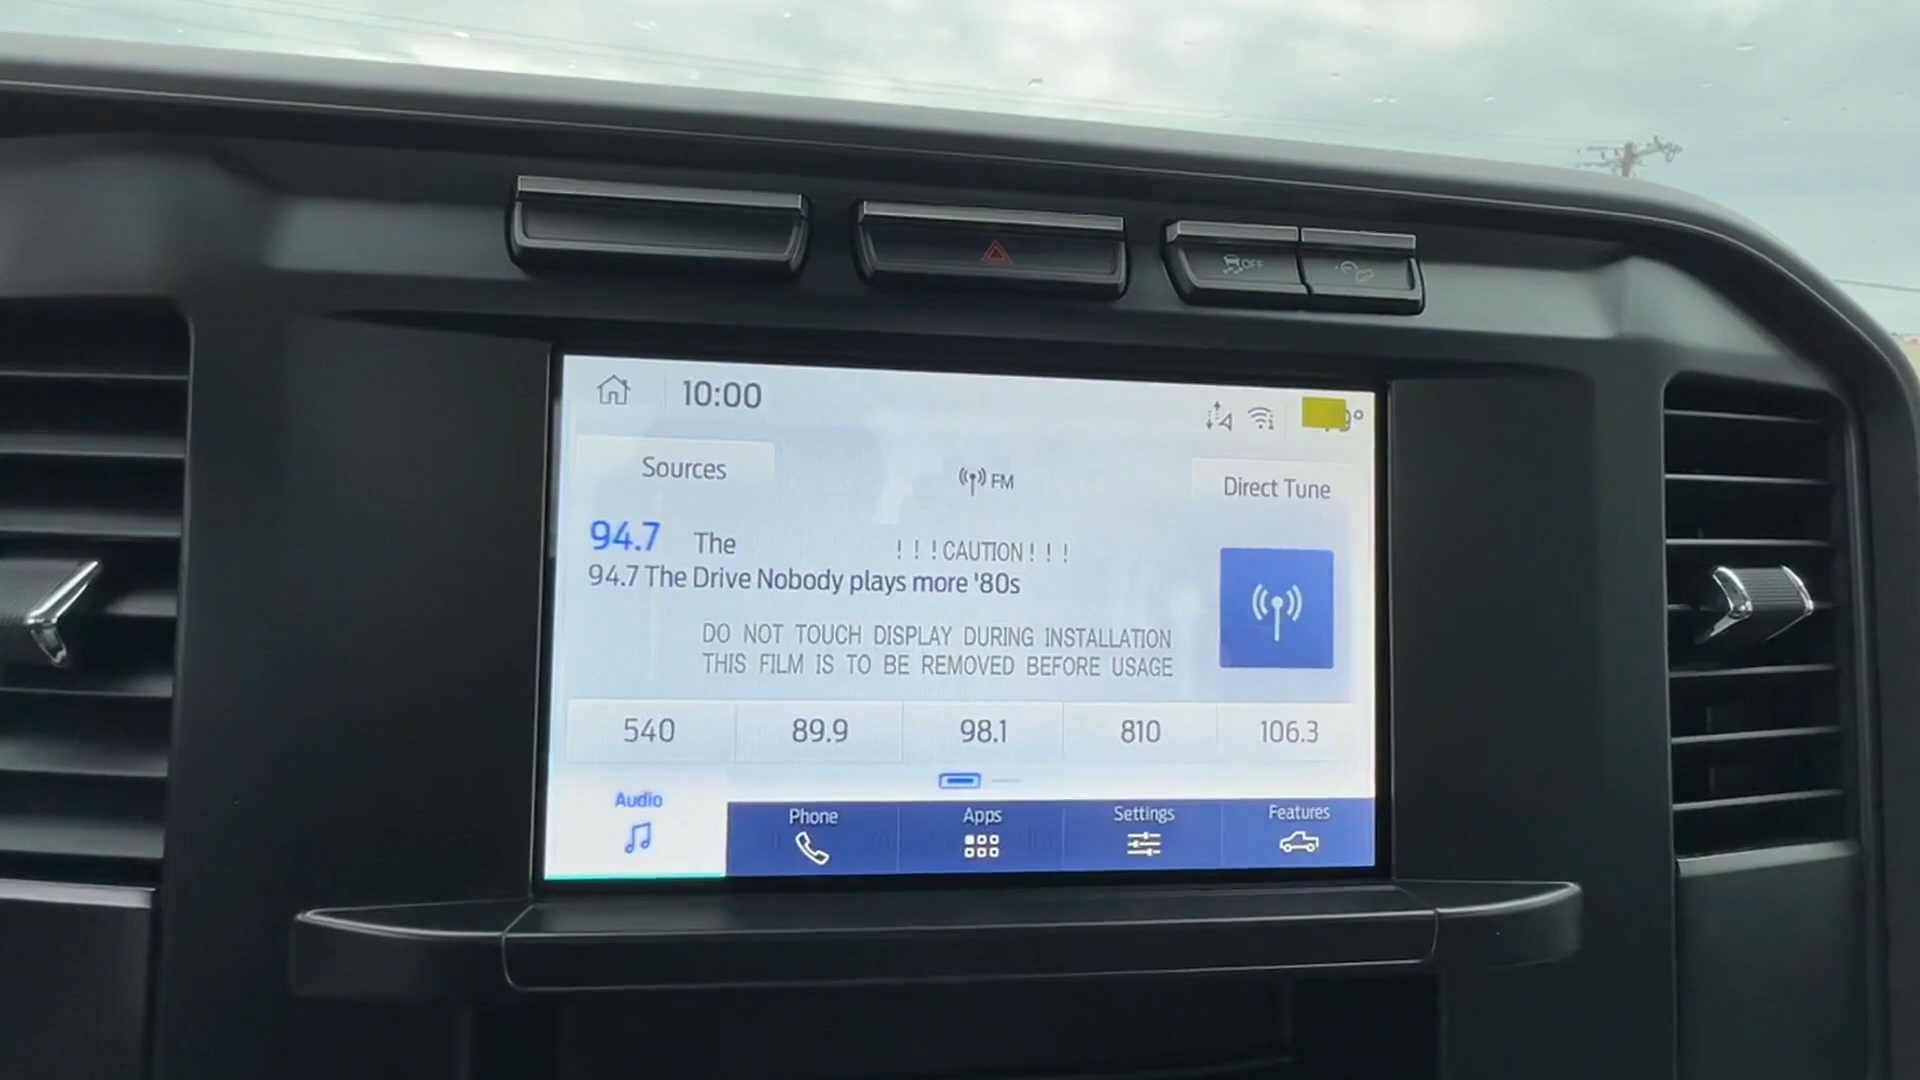 OFF
10:00
Sources
FM
Direct Tune
94.7 The
! ! ! CAUTION ! ! !
94.7 The Drive Nobody plays more '80s
DO NOT TOUCH DISPLAY DURING INSTALLATION
THIS FILM IS TO BE REMOVED BEFORE USAGE
540 89.9 98.1 810 106.3
Audio Phone Apps Settings Features